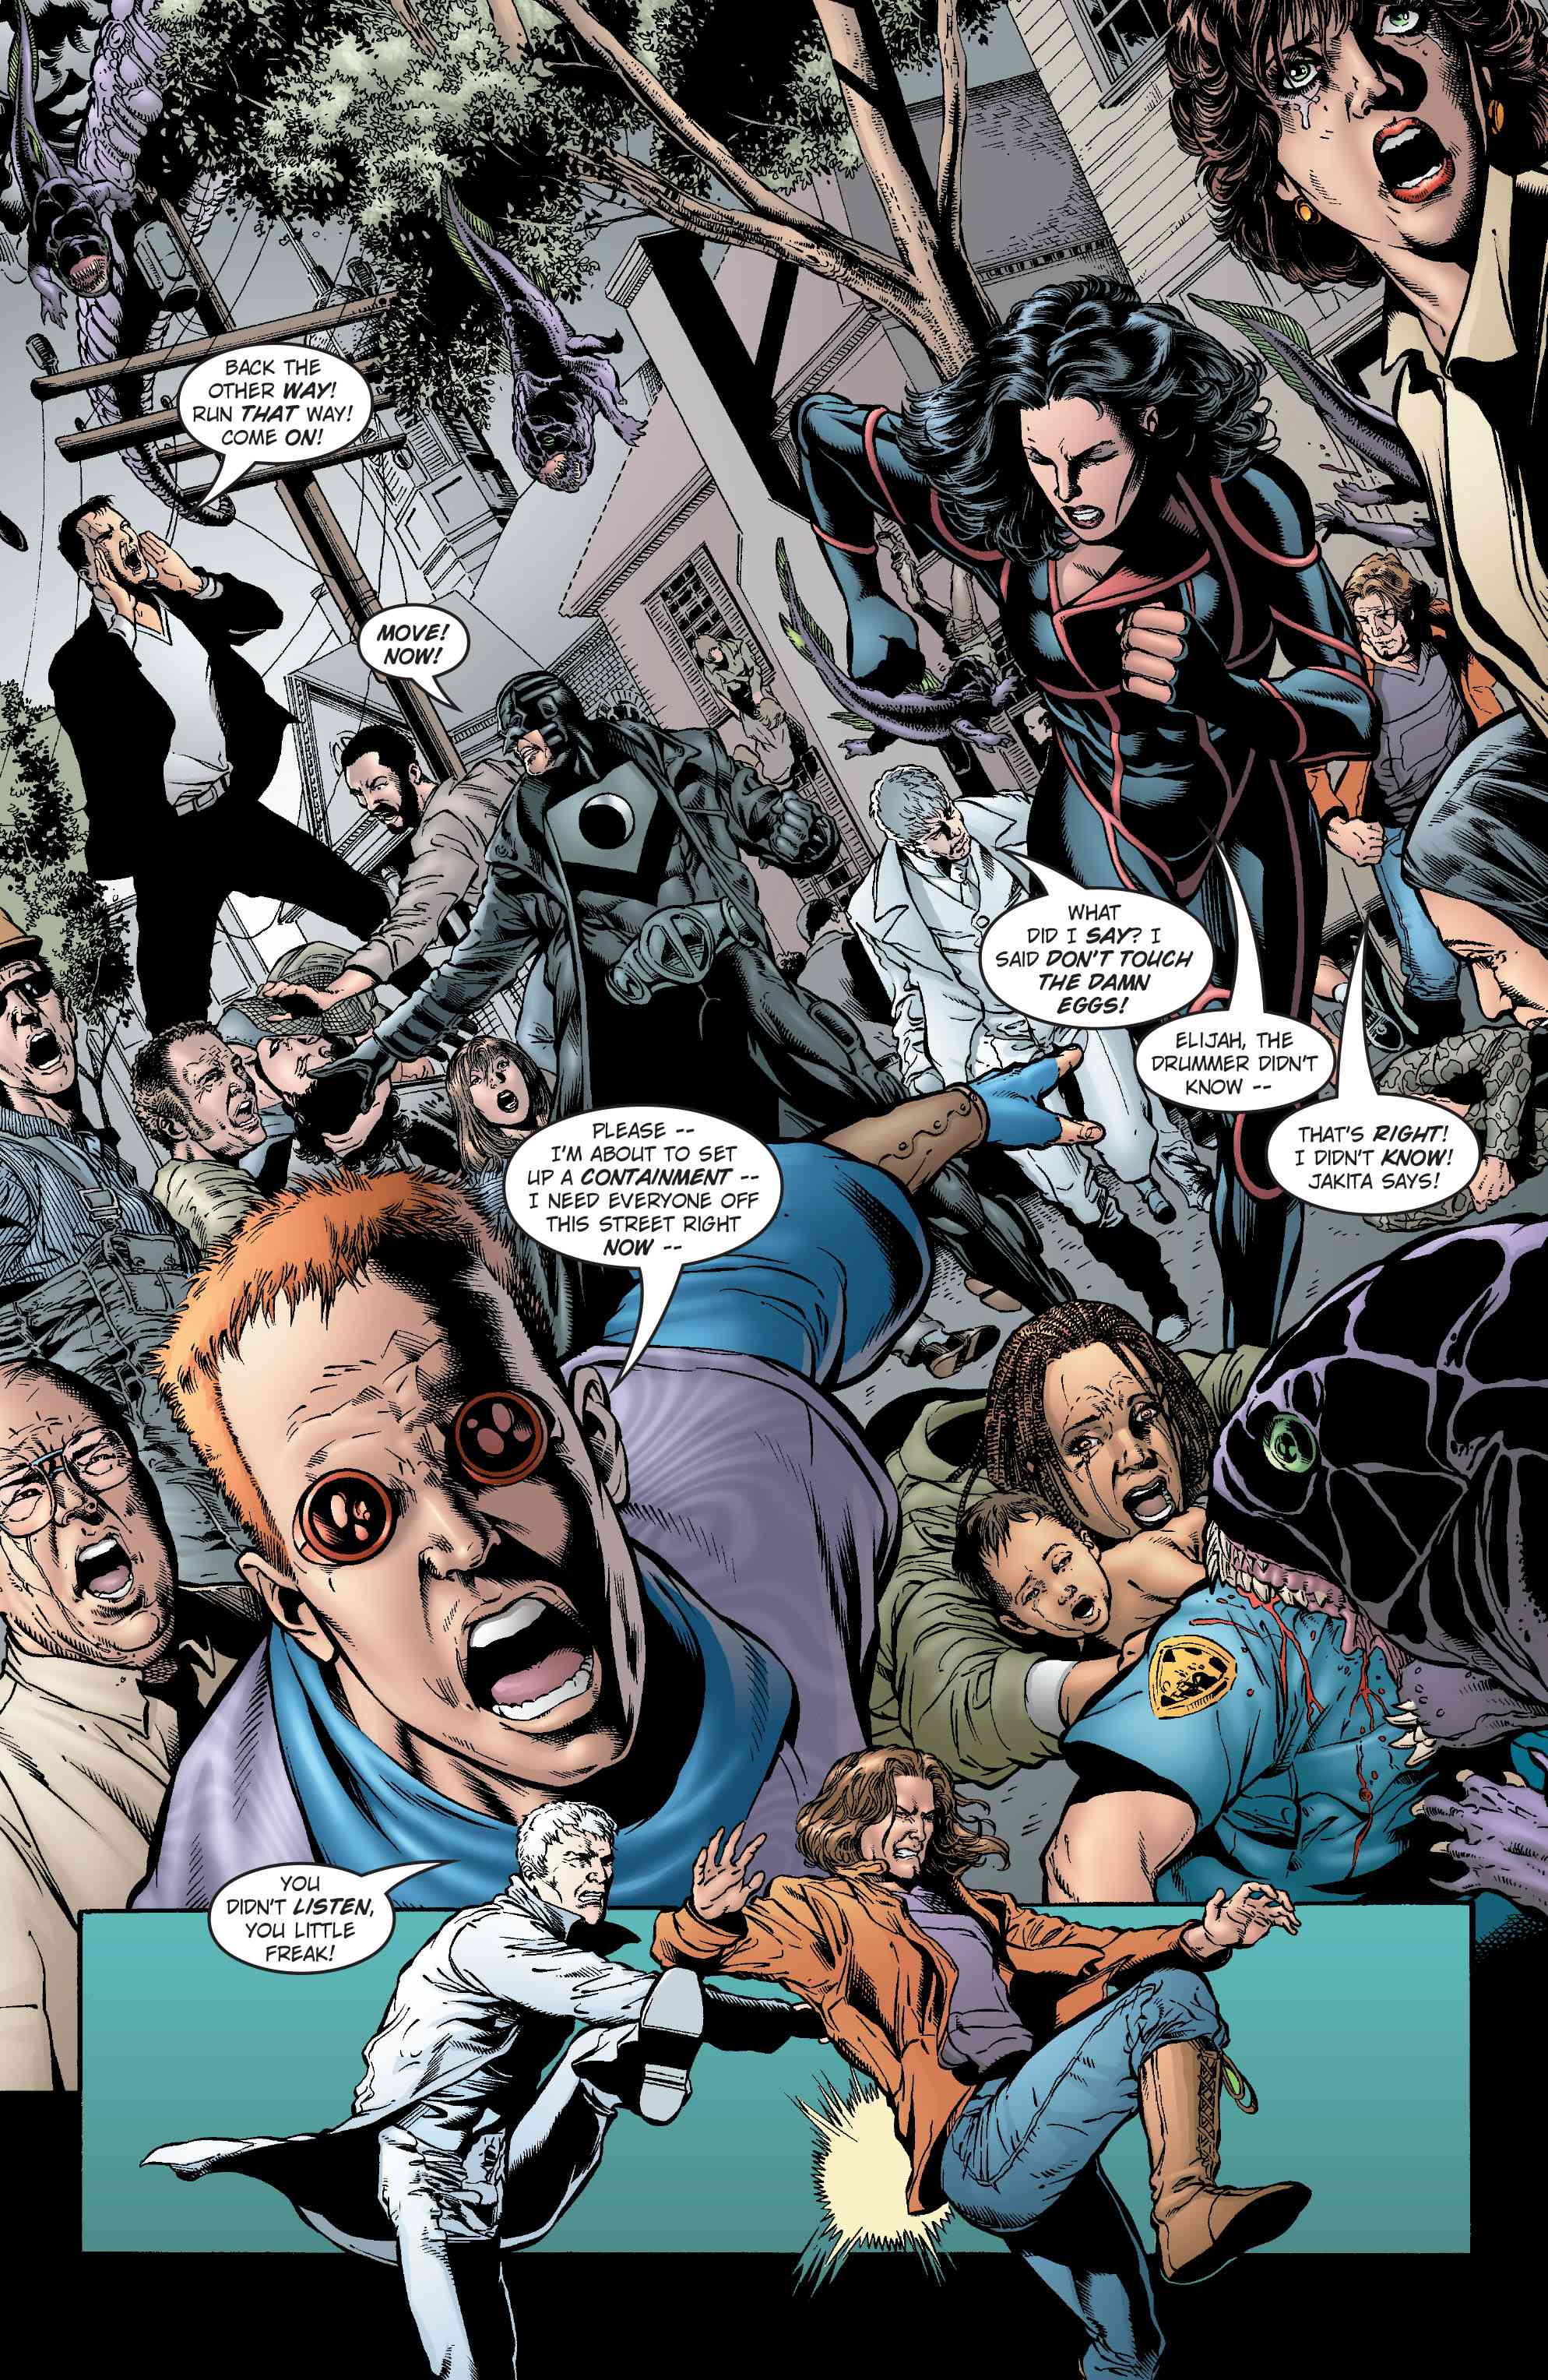 BACK THE
OTHER WAY!
RUN THAT WAY!
COME ON!
MOVE!
NOW!
WHAT
DID I SAY? I
SAID DON'T TOUCH
THE DAMN
EGGS!
ELIJAH, THE
DRUMMER DIDN'T
KNOW --
THAT'S RIGHT!
I DIDN'T KNOW!
JAKITA SAYS!
PLEASE --
I'M ABOUT TO SET
UP A CONTAINMENT --
I NEED EVERYONE OFF
THIS STREET RIGHT
NOW --
YOU
DIDN'T LISTEN,
YOU LITTLE
FREAK!